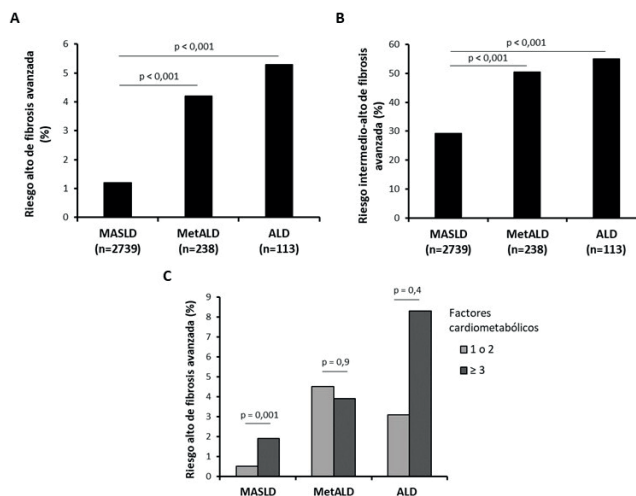 A
Riesgo alto de fibrosis avanzada
(%)
6
5
4
3
2
1
0
p < 0,001
p < 0,001
MASLD
(n=2739)
MetALD
(n=238)
ALD
(n=113)
B
Riesgo intermedio-alto de fibrosis
avanzada (%)
60
50
40
30
20
10
0
p < 0,001
p < 0,001
MASLD
(n=2739)
MetALD
(n=238)
ALD
(n=113)
C
Riesgo alto de fibrosis avanzada (%)
9
8
7
6
5
4
3
2
1
0
p = 0,001
p = 0,9
p = 0,4
MASLD
MetALD
ALD
Factores
cardiometabólicos
1 o 2
≥ 3